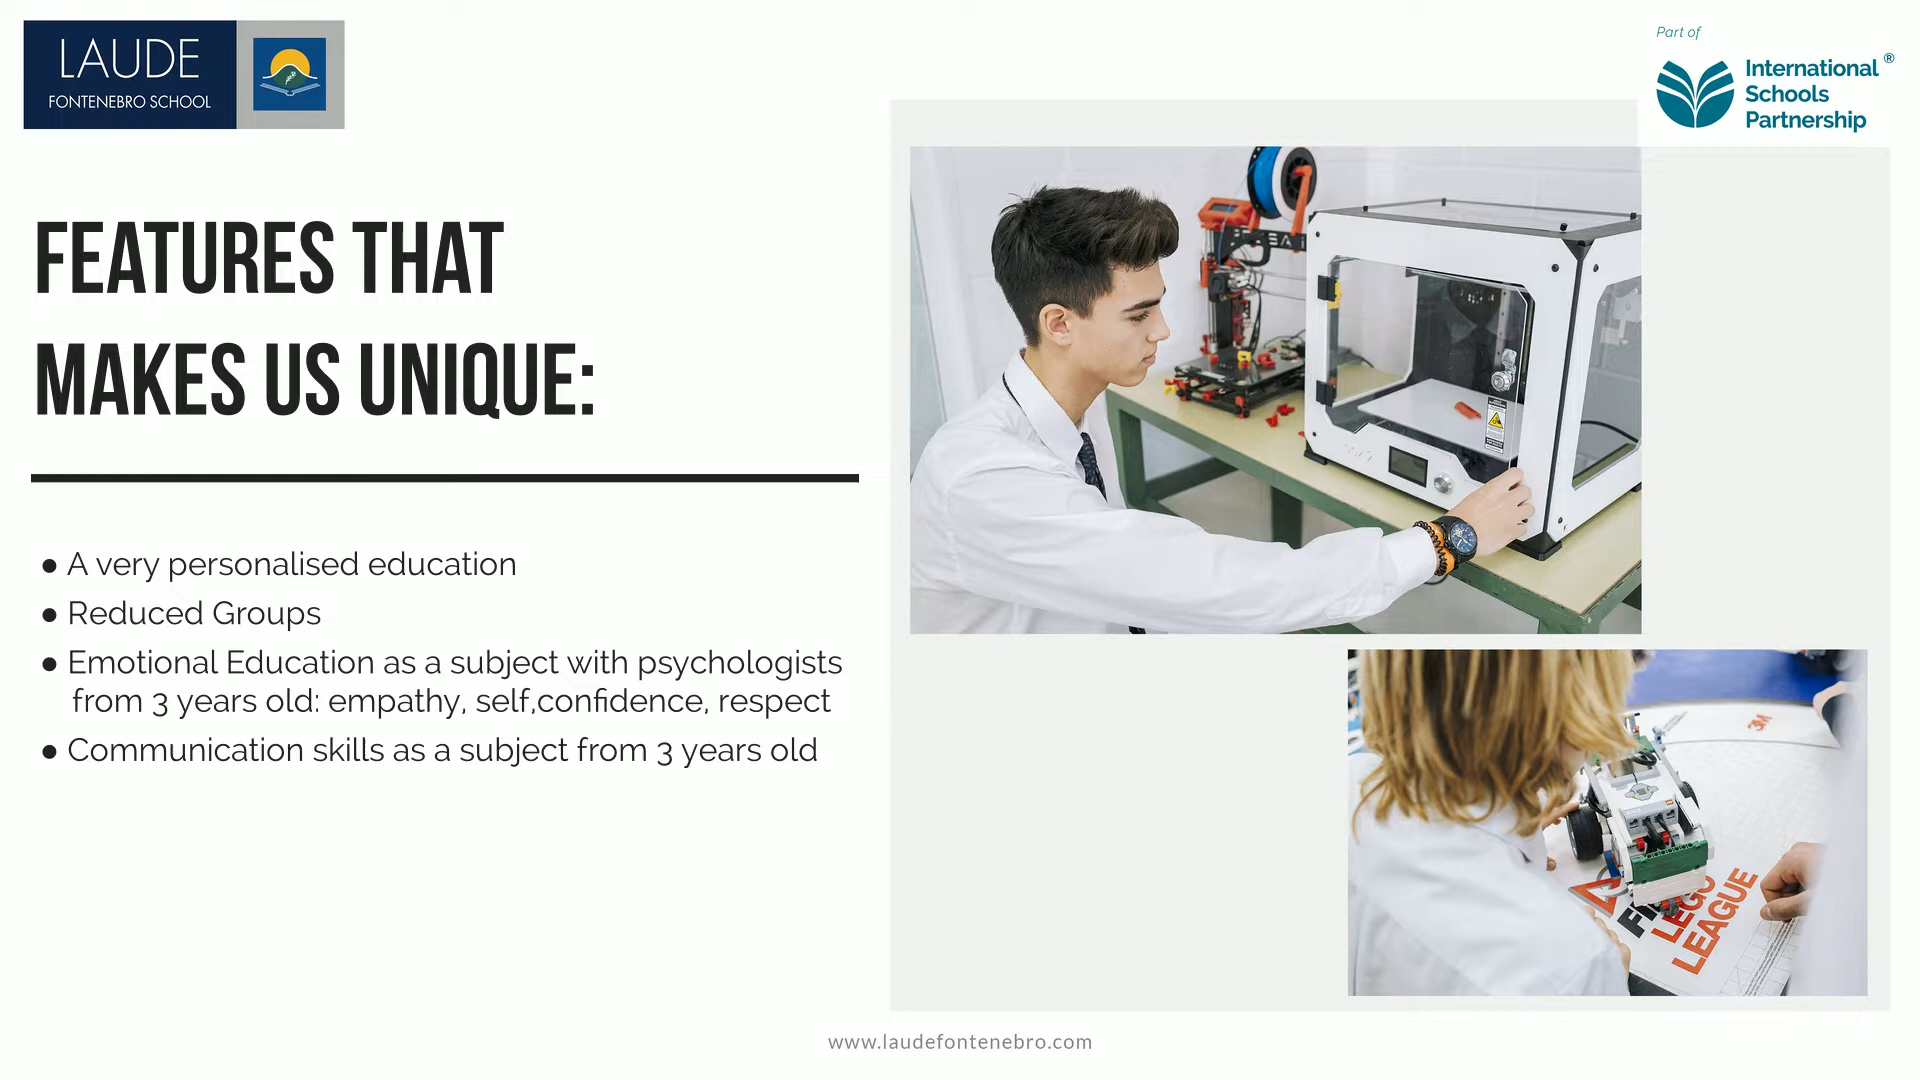 LAUDE
FONTENEBRO SCHOOL
Part of
International ®
Schools
Partnership
FEATURES THAT
MAKES US UNIQUE:
● A very personalised education
● Reduced Groups
● Emotional Education as a subject with psychologists
from 3 years old: empathy, self,confidence, respect
● Communication skills as a subject from 3 years old
3M
LEGO
LEAGUE
www.laudefontenebro.com